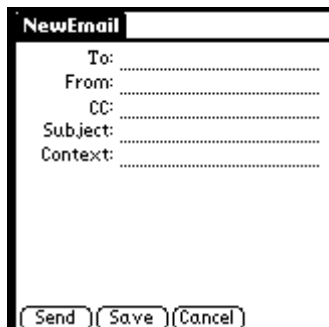 NewEmail
To:
From:
CC:
Subject:
Context:
Send Save Cancel